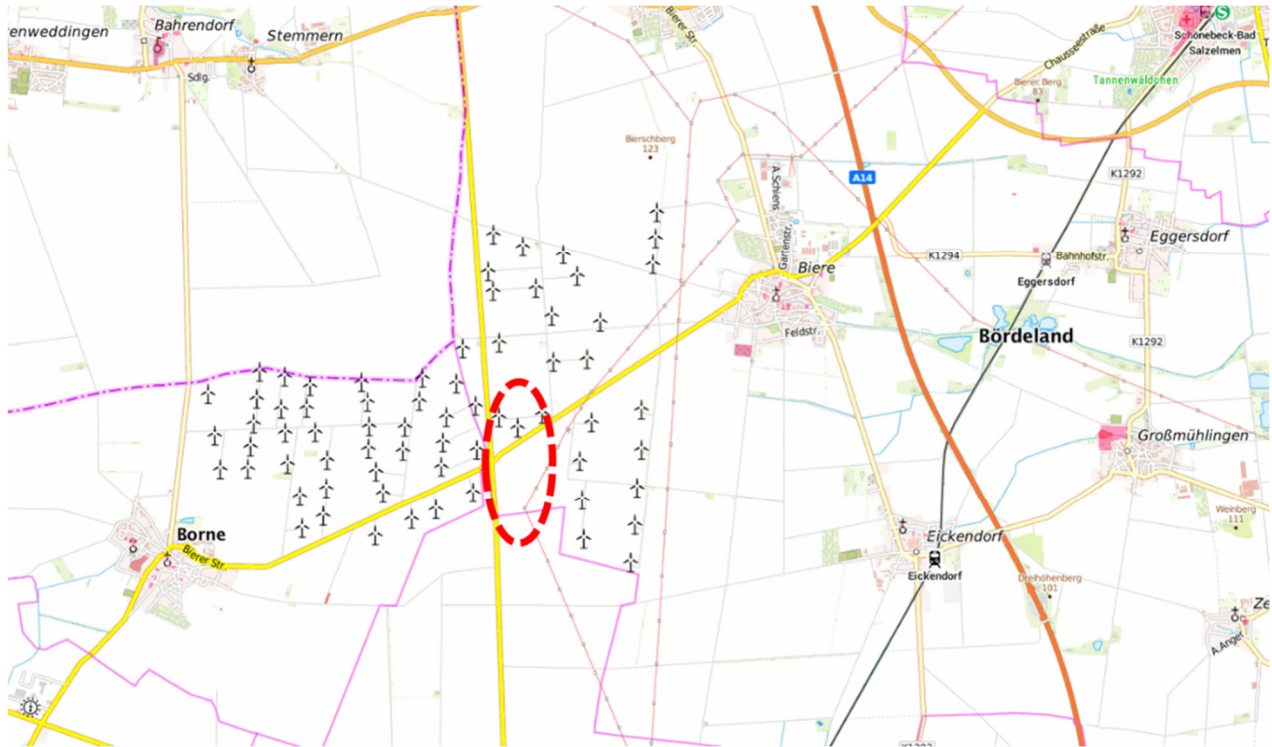 renweddingen
Bahrendorf
Stemmern
Sdlg.
Bierer Str.
Chausseestraße
Schönebeck-Bad
Salzelmen
S
Tannenwäldchen
Bierer Berg
83
Bierschberg
123
A14
K1292
A.Schiens
Gartenstr.
Eggersdorf
K1294
Bahnhofstr.
Biere
Eggersdorf
Feldstr.
Bördeland
K1292
Großmühlingen
Weinberg
111
Borne
Bierer Str.
Eickendorf
Eickendorf
Dreihöhenberg
101
Ze
A.Anger